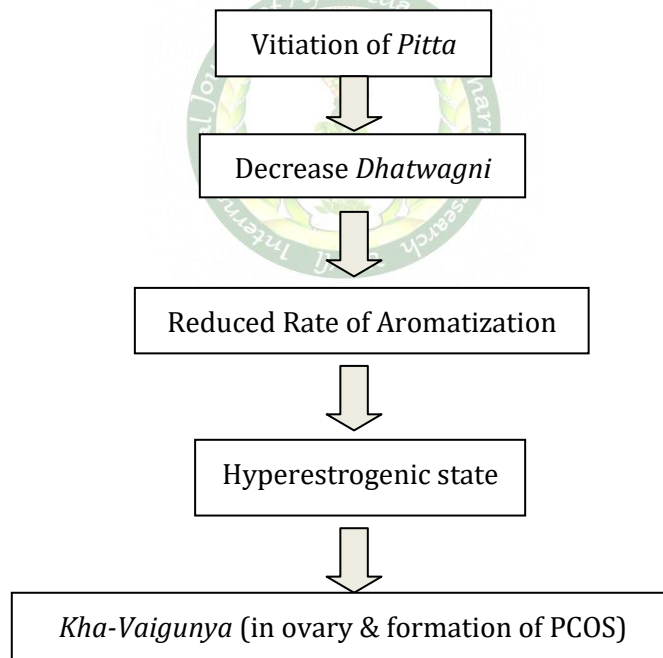 Vitiation of Pitta
Decrease Dhatwagni
Reduced Rate of Aromatization
Hyperestrogenic state
Kha-Vaigunya (in ovary & formation of PCOS)